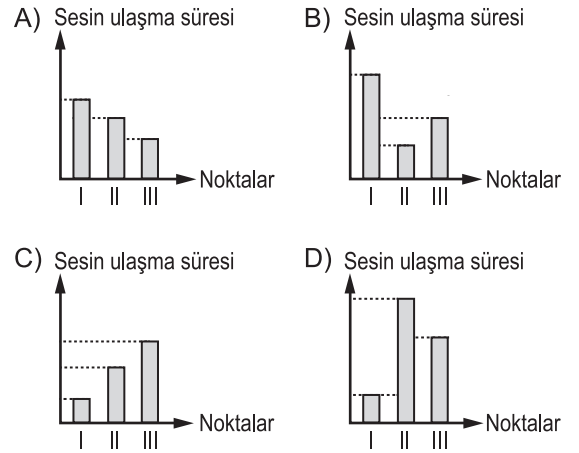 A) Sesin ulaşma süresi
Noktalar
I II III
B) Sesin ulaşma süresi
Noktalar
I II III
C) Sesin ulaşma süresi
Noktalar
I II III
D) Sesin ulaşma süresi
Noktalar
I II III